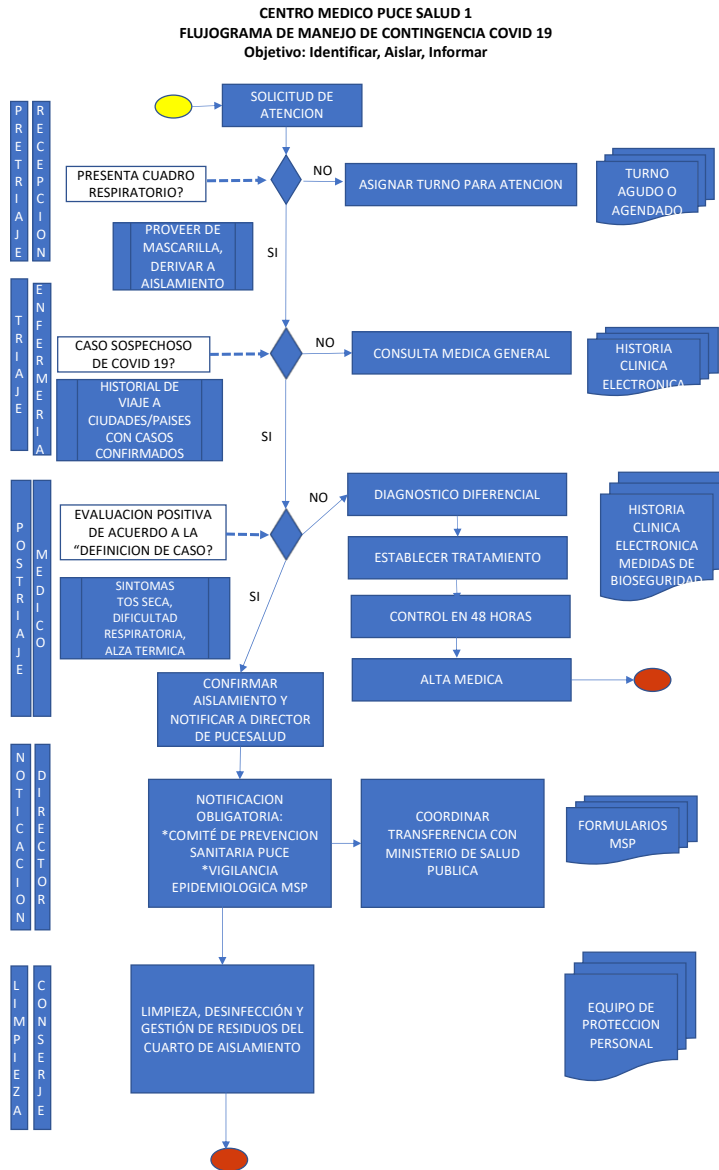 CENTRO MEDICO PUCE SALUD 1
FLUJOGRAMA DE MANEJO DE CONTINGENCIA COVID 19
Objetivo: Identificar, Aislar, Informar
PRETRIAJE
RECEPCION
SOLICITUD DE
ATENCION
PRESENTA CUADRO
RESPIRATORIO?
NO
ASIGNAR TURNO PARA ATENCION
TURNO
AGUDO O
AGENDADO
PROVEER DE
MASCARILLA,
DERIVAR A
AISLAMIENTO
SI
TRIAJE
ENFERMERIA
CASO SOSPECHOSO
DE COVID 19?
NO
CONSULTA MEDICA GENERAL
HISTORIA
CLINICA
ELECTRONICA
HISTORIAL DE
VIAJE A
CIUDADES/PAISES
CON CASOS
CONFIRMADOS
SI
POSTRIAJE
MEDICO
EVALUACION POSITIVA
DE ACUERDO A LA
“DEFINICION DE CASO?
NO
DIAGNOSTICO DIFERENCIAL
HISTORIA
CLINICA
ELECTRONICA
MEDIDAS DE
BIOSEGURIDAD
ESTABLECER TRATAMIENTO
SINTOMAS
TOS SECA,
DIFICULTAD
RESPIRATORIA,
ALZA TERMICA
SI
CONTROL EN 48 HORAS
ALTA MEDICA
CONFIRMAR
AISLAMIENTO Y
NOTIFICAR A DIRECTOR
DE PUCESALUD
NOTICACION
DIRECTOR
NOTIFICACION
OBLIGATORIA:
*COMITÉ DE PREVENCION
SANITARIA PUCE
*VIGILANCIA
EPIDEMIOLOGICA MSP
COORDINAR
TRANSFERENCIA CON
MINISTERIO DE SALUD
PUBLICA
FORMULARIOS
MSP
LIMPIEZA
CONSERJE
LIMPIEZA, DESINFECCIÓN Y
GESTIÓN DE RESIDUOS DEL
CUARTO DE AISLAMIENTO
EQUIPO DE
PROTECCION
PERSONAL